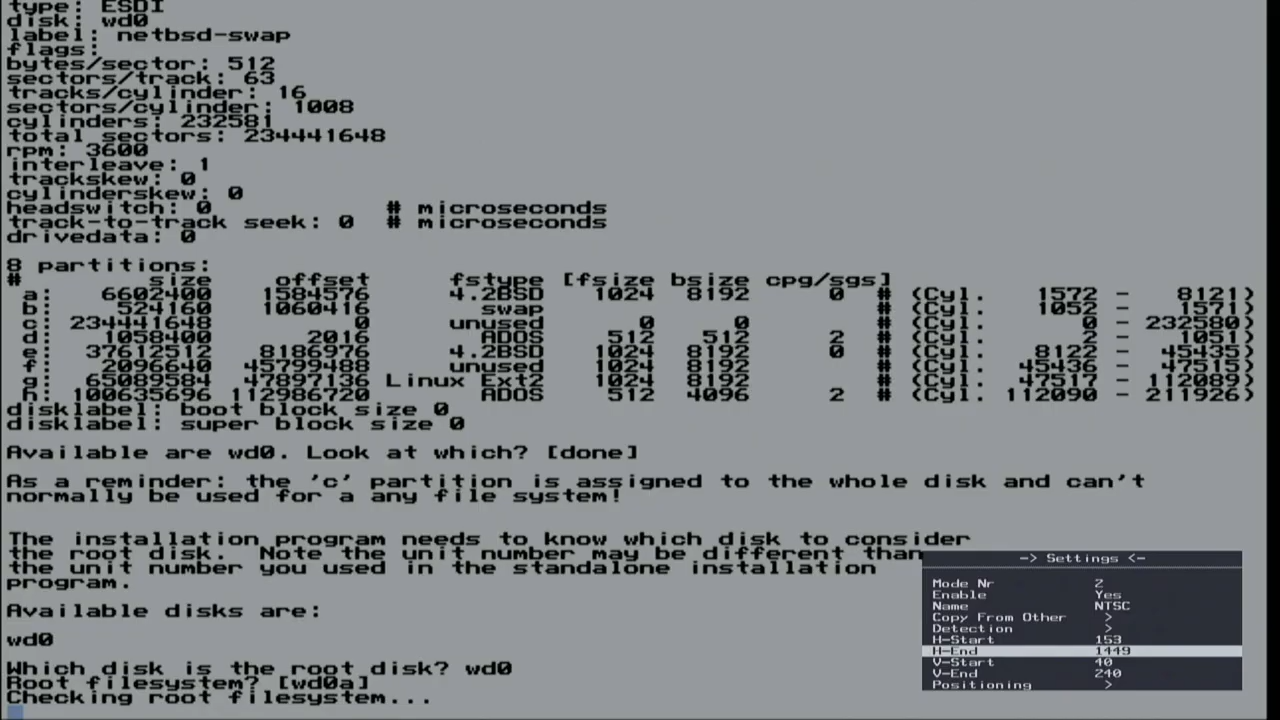 type: ESDI
disk: wd0
label: netbsd-swap
flags:
bytes/sector: 512
sectors/track: 63
tracks/cylinder: 16
sectors/cylinder: 1008
cylinders: 232581
total sectors: 234441648
rpm: 3600
interleave: 1
trackskew: 0
cylinderskew: 0
headswitch: 0 # microseconds
track-to-track seek: 0 # microseconds
drivedata: 0
8 partitions:
# size offset fstype [fsize bsize cpg/sgs]
a: 6602400 1584576 4.2BSD 1024 8192 0 # (Cyl. 1572 - 8121)
b: 524160 1060416 swap # (Cyl. 1052 - 1571)
c: 234441648 0 unused 0 0 # (Cyl. 0 - 232580)
d: 1058400 2016 ADOS 512 512 2 # (Cyl. 2 - 1051)
e: 37612512 8186976 4.2BSD 1024 8192 0 # (Cyl. 8122 - 45435)
f: 2096640 45799488 unused 1024 8192 # (Cyl. 45436 - 47515)
g: 65089584 47897136 Linux Ext2 1024 8192 # (Cyl. 47517 - 112089)
h: 100635696 112986720 ADOS 512 4096 2 # (Cyl. 112090 - 211926)
disklabel: boot block size 0
disklabel: super block size 0
Available are wd0. Look at which? [done]
As a reminder: the 'c' partition is assigned to the whole disk and can't
normally be used for a any file system!
The installation program needs to know which disk to consider
the root disk. Note the unit number may be different than
the unit number you used in the standalone installation
program.
Available disks are:
wd0
Which disk is the root disk? wd0
Root filesystem? [wd0a]
Checking root filesystem...
-> Settings <-
Mode Nr 2
Enable Yes
Name NTSC
Copy From Other >
Detection >
H-Start 153
H-End 1449
V-Start 40
V-End 240
Positioning >